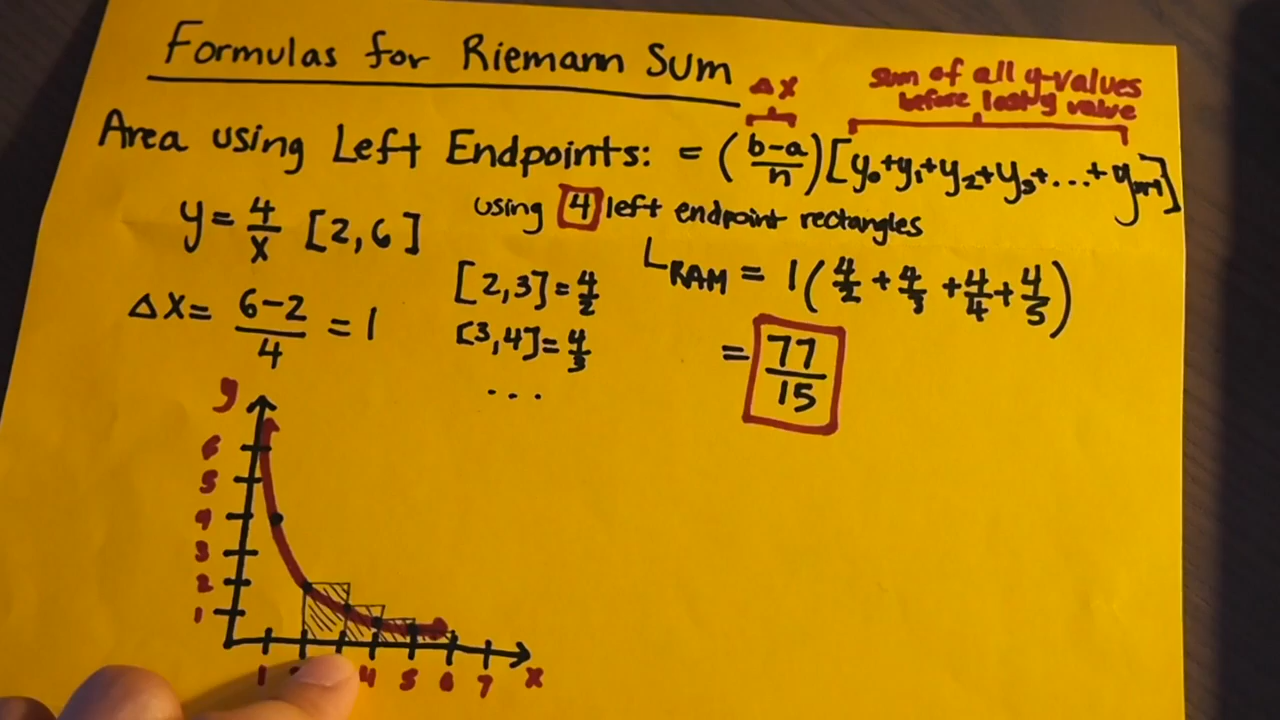 Formulas for Riemann Sum
Δx
sum of all y-values
before last y value
Area using Left Endpoints: = (b-a/n)[y₀+y₁+y₂+y₃+...+yₙ₋₁]
using 4 left endpoint rectangles
y = 4/x [2,6]
Δx = 6-2/4 = 1
[2,3] = 4/2
[3,4] = 4/3
...
LRAM = 1(4/2 + 4/3 + 4/4 + 4/5)
= 77/15
y
6
5
4
3
2
1
1 4 5 6 7 x